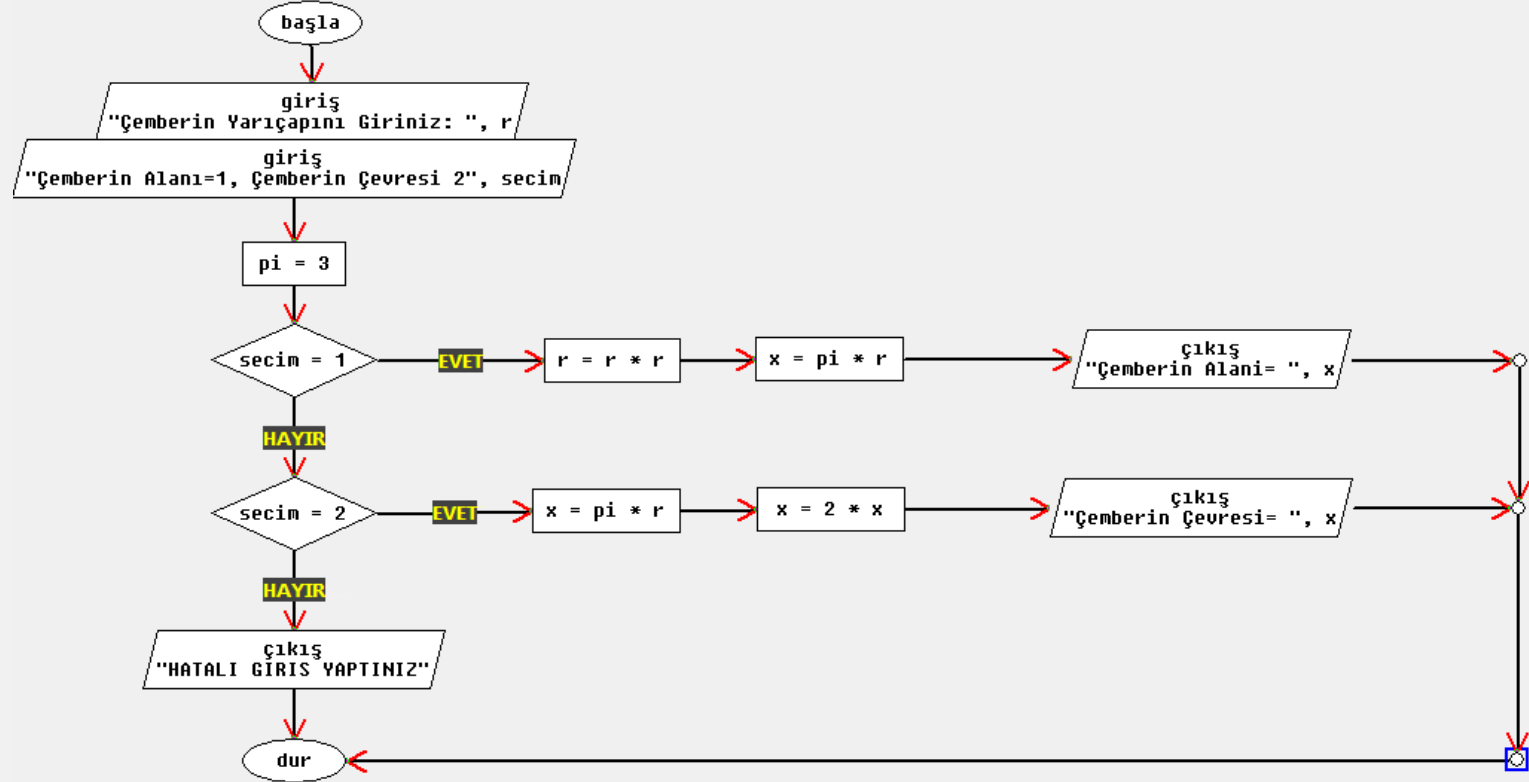 başla
giriş
"Çemberin Yarıçapını Giriniz: ", r
giriş
"Çemberin Alanı=1, Çemberin Çevresi 2", secim
pi = 3
secim = 1
EVET
r = r * r
x = pi * r
çıkış
"Çemberin Alani= ", x
HAYIR
secim = 2
EVET
x = pi * r
x = 2 * x
çıkış
"Çemberin Çevresi= ", x
HAYIR
çıkış
"HATALI GIRIS YAPTINIZ"
dur